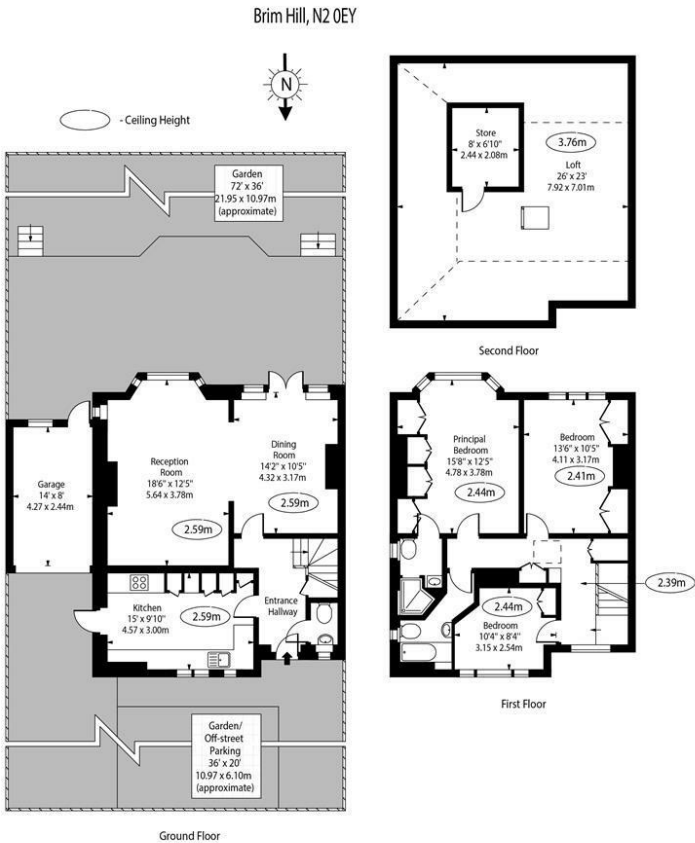 Brim Hill, N2 0EY
N
- Ceiling Height
Garden
72' x 36'
21.95 x 10.97m
(approximate)
Store
8' x 6'10"
2.44 x 2.08m
3.76m
Loft
26' x 23'
7.92 x 7.01m
Second Floor
Garage
14' x 8'
4.27 x 2.44m
Reception
Room
18'6" x 12'5"
5.64 x 3.78m
2.59m
Dining
Room
14'2" x 10'5"
4.32 x 3.17m
2.59m
Kitchen
15' x 9'10"
4.57 x 3.00m
2.59m
Entrance
Hallway
Garden/
Off-street
Parking
36' x 20'
10.97 x 6.10m
(approximate)
Ground Floor
Principal
Bedroom
15'8" x 12'5"
4.78 x 3.78m
2.44m
Bedroom
13'6" x 10'5"
4.11 x 3.17m
2.41m
2.39m
2.44m
Bedroom
10'4" x 8'4"
3.15 x 2.54m
First Floor